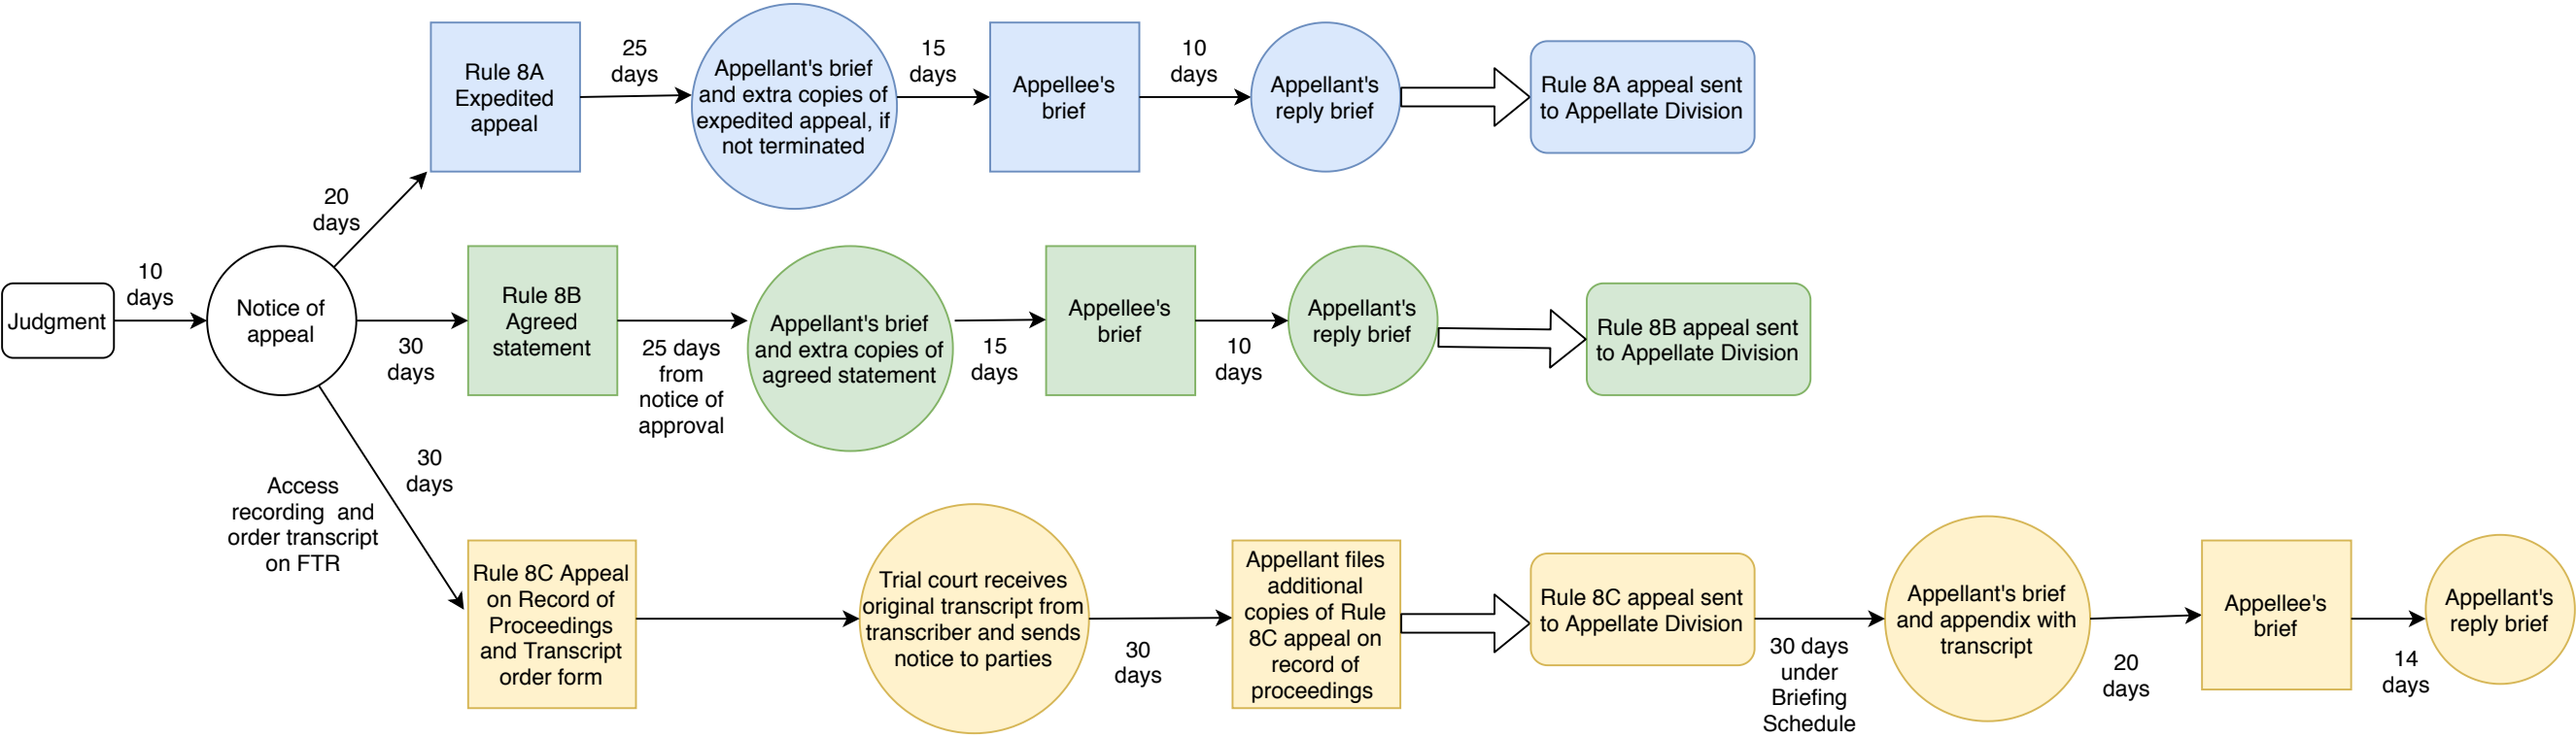 Judgment
10
days
Notice of
appeal
20
days
Rule 8A
Expedited
appeal
25
days
Appellant's brief
and extra copies of
expedited appeal, if
not terminated
15
days
Appellee's
brief
10
days
Appellant's
reply brief
Rule 8A appeal sent
to Appellate Division
30
days
Rule 8B
Agreed
statement
25 days
from
notice of
approval
Appellant's brief
and extra copies of
agreed statement
15
days
Appellee's
brief
10
days
Appellant's
reply brief
Rule 8B appeal sent
to Appellate Division
30
days
Access
recording  and
order transcript
on FTR
Rule 8C Appeal
on Record of
Proceedings
and Transcript
order form
Trial court receives
original transcript from
transcriber and sends
notice to parties
30
days
Appellant files
additional
copies of Rule
8C appeal on
record of
proceedings
Rule 8C appeal sent
to Appellate Division
30 days
under
Briefing
Schedule
Appellant's brief
and appendix with
transcript
20
days
Appellee's
brief
14
days
Appellant's
reply brief